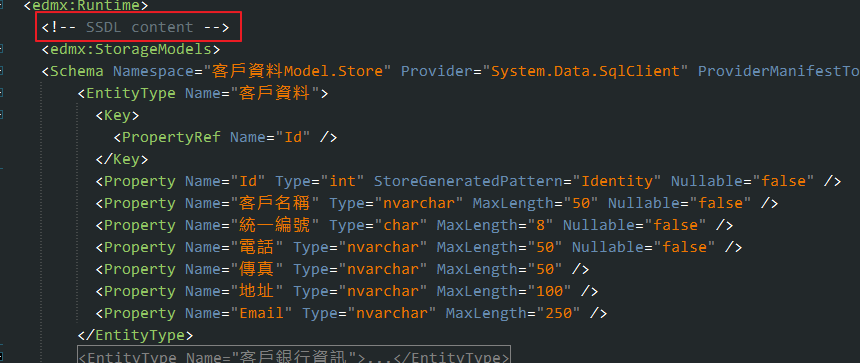 <edmx:Runtime>
<!-- SSDL content -->
<edmx:StorageModels>
<Schema Namespace="客戶資料Model.Store" Provider="System.Data.SqlClient" ProviderManifestTo
<EntityType Name="客戶資料">
<Key>
<PropertyRef Name="Id" />
</Key>
<Property Name="Id" Type="int" StoreGeneratedPattern="Identity" Nullable="false" />
<Property Name="客戶名稱" Type="nvarchar" MaxLength="50" Nullable="false" />
<Property Name="統一編號" Type="char" MaxLength="8" Nullable="false" />
<Property Name="電話" Type="nvarchar" MaxLength="50" Nullable="false" />
<Property Name="傳真" Type="nvarchar" MaxLength="50" />
<Property Name="地址" Type="nvarchar" MaxLength="100" />
<Property Name="Email" Type="nvarchar" MaxLength="250" />
</EntityType>
<EntityType Name="客戶銀行資訊">...</EntityType>